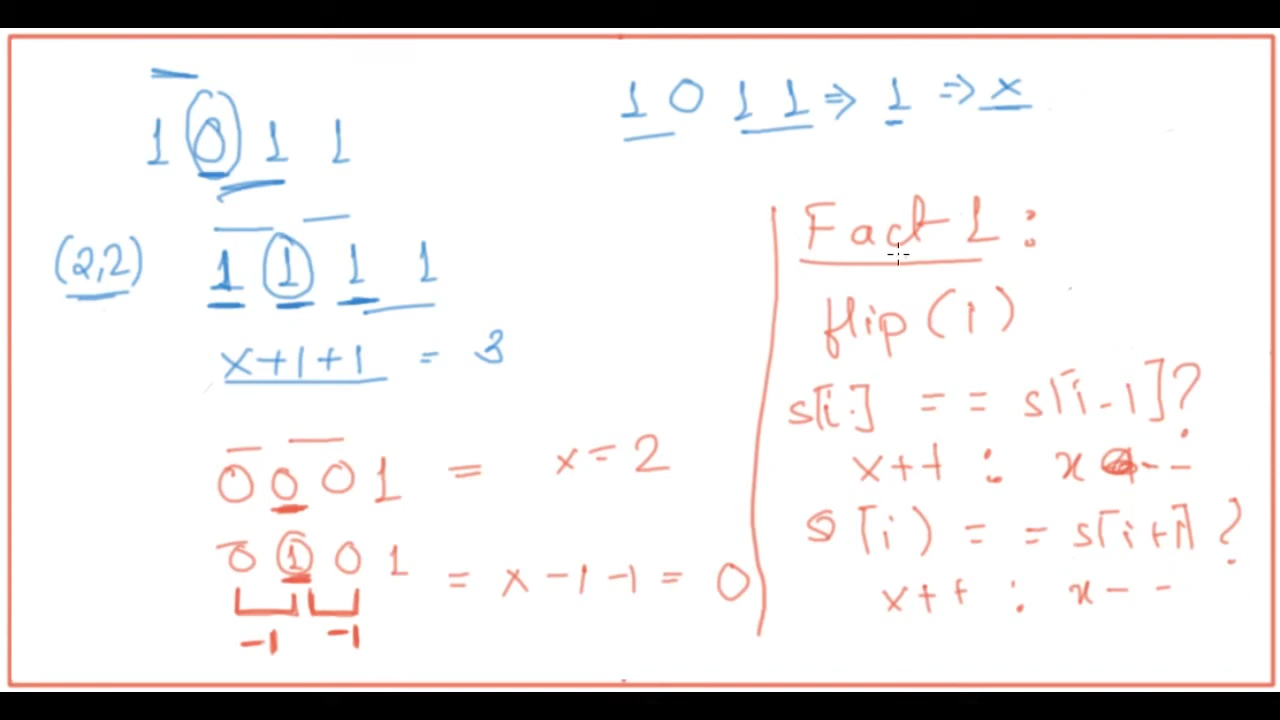 1 0 1 1
(2,2) 1 1 1 1
x+1+1 = 3
0 0 0 1 = x = 2
0 1 0 1 = x - 1 - 1 = 0
-1 -1
1 0 1 1 ⇒ 1 ⇒ x
Fact 1 :
flip (i)
s[i] == s[i-1]?
x++ : x--
s[i) == s[i+1]?
x++ : x--